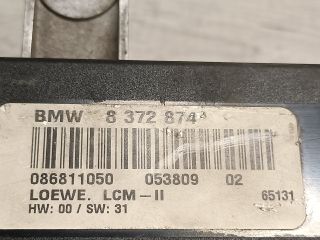 BMW 8 372 874
086811050 053809 02
LOEWE. LCM-II 65131
HW: 00 / SW: 31